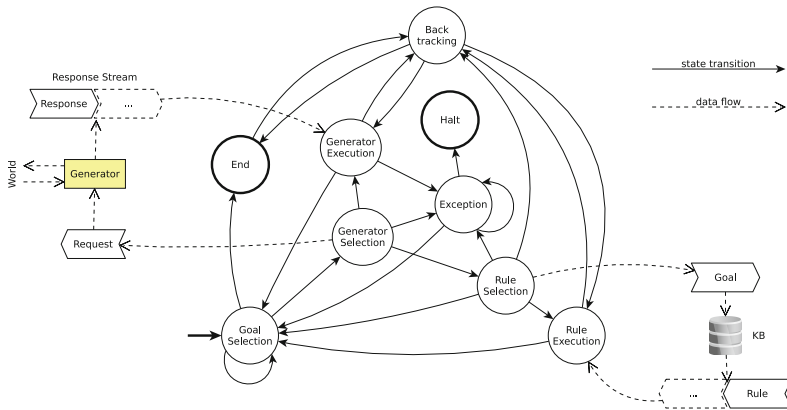 Back
tracking
state transition
Response Stream
Response
...
data flow
Halt
Generator
Execution
End
World
Generator
Exception
Generator
Selection
Request
Rule
Selection
Goal
Goal
Selection
Rule
Execution
KB
...
Rule